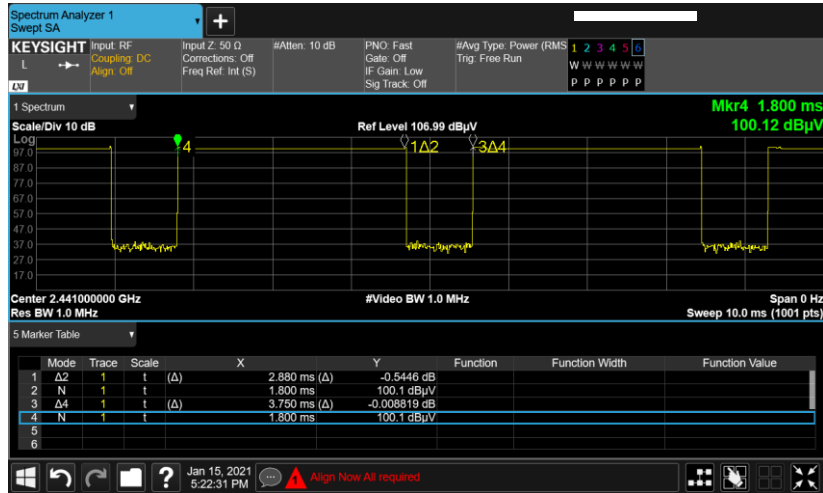 Spectrum Analyzer 1
Swept SA
+
KEYSIGHT Input: RF Input Z: 50 Ω #Atten: 10 dB PNO: Fast #Avg Type: Power (RMS 1 2 3 4 5 6
L Coupling: DC Corrections: Off Gate: Off Trig: Free Run
Align: Off Freq Ref: Int (S) IF Gain: Low W W W W W W
Sig Track: Off
LXI P P P P P P
1 Spectrum Mkr4 1.800 ms
Scale/Div 10 dB Ref Level 106.99 dBµV 100.12 dBµV
Log
4 1Δ2 3Δ4
97.0
87.0
77.0
67.0
57.0
47.0
37.0
27.0
17.0
Center 2.441000000 GHz #Video BW 1.0 MHz Span 0 Hz
Res BW 1.0 MHz Sweep 10.0 ms (1001 pts)
5 Marker Table
Mode Trace Scale X Y Function Function Width Function Value
1 Δ2 1 t (Δ) 2.880 ms (Δ) -0.5446 dB
2 N 1 t 1.800 ms 100.1 dBµV
3 Δ4 1 t (Δ) 3.750 ms (Δ) -0.008819 dB
4 N 1 t 1.800 ms 100.1 dBµV
5
6
? Jan 15, 2021 1 Align Now All required
5:22:31 PM